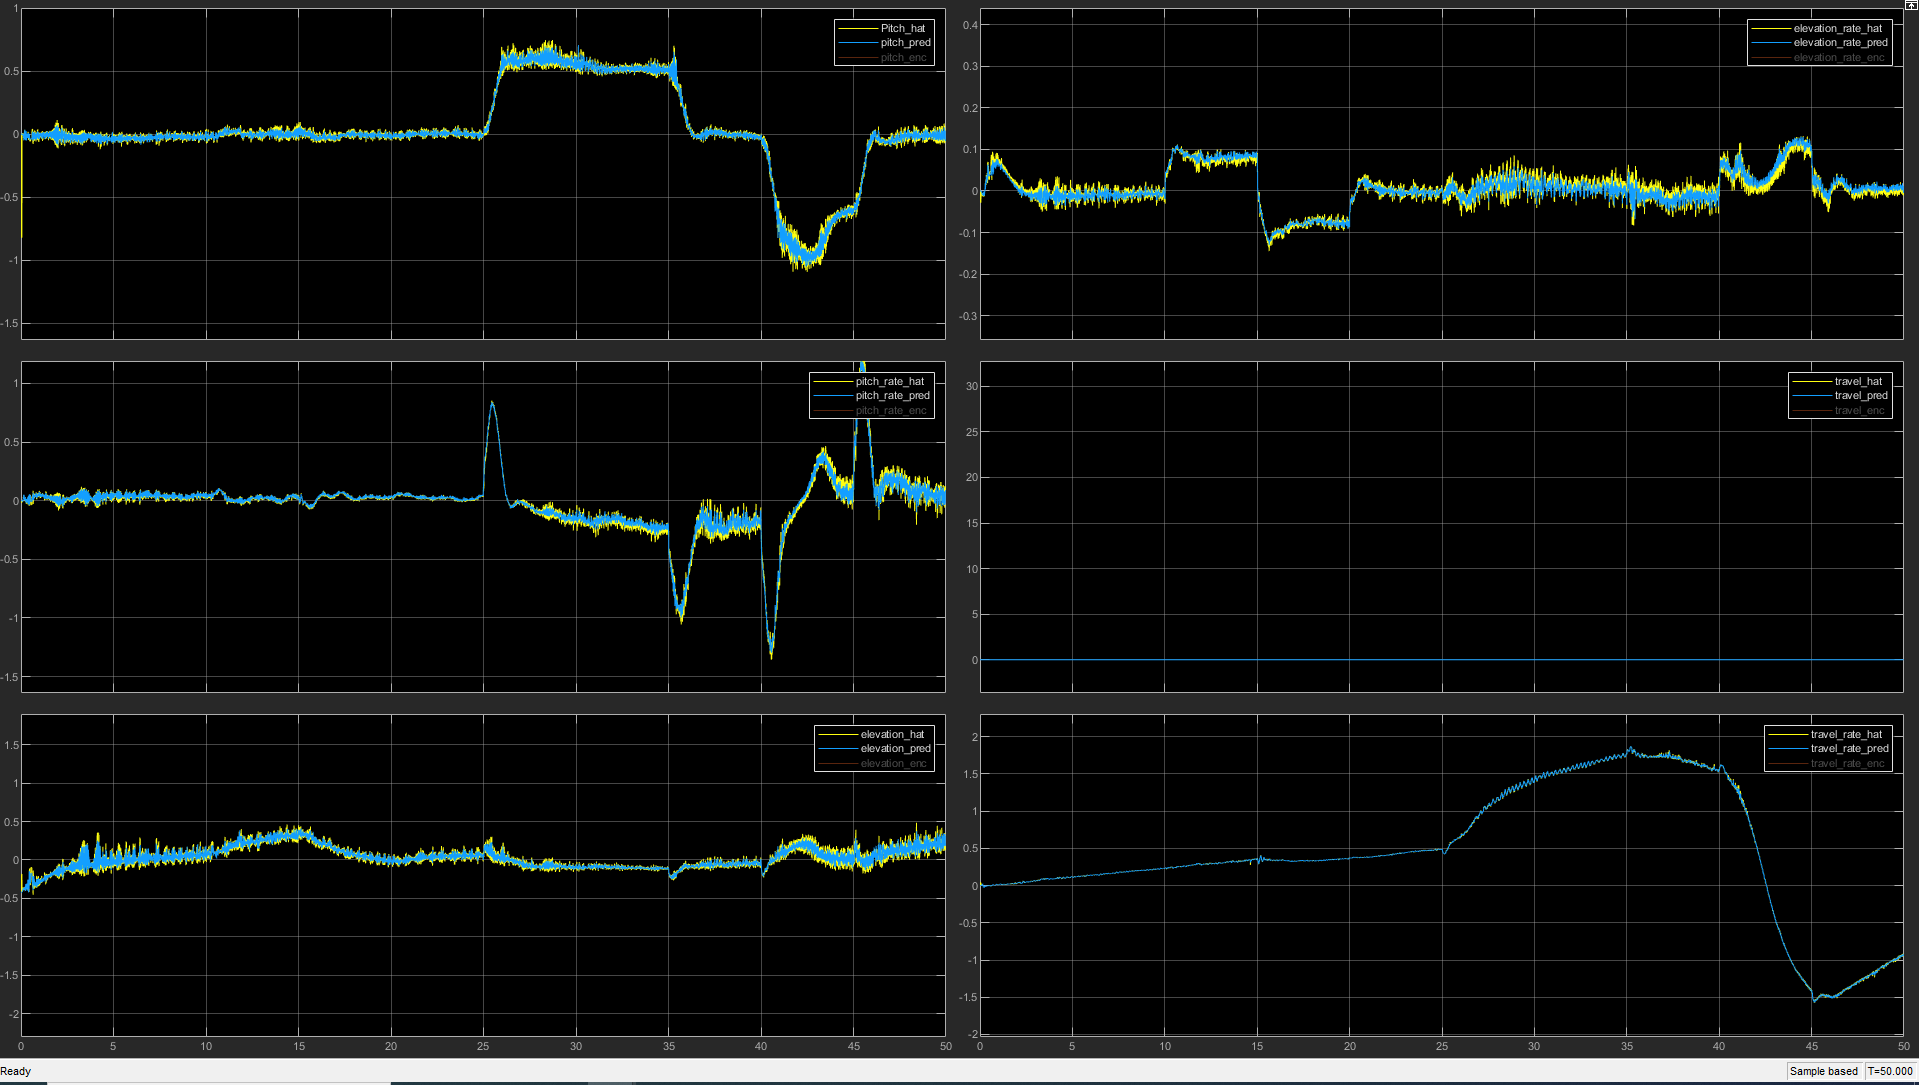 1
0.5
0
-0.5
-1
-1.5
Pitch_hat
pitch_pred
pitch_enc
0.4
0.3
0.2
0.1
0
-0.1
-0.2
-0.3
elevation_rate_hat
elevation_rate_pred
elevation_rate_enc
1
0.5
0
-0.5
-1
-1.5
pitch_rate_hat
pitch_rate_pred
pitch_rate_enc
30
25
20
15
10
5
0
travel_hat
travel_pred
travel_enc
1.5
1
0.5
0
-0.5
-1
-1.5
-2
elevation_hat
elevation_pred
elevation_enc
0 5 10 15 20 25 30 35 40 45 50
2
1.5
1
0.5
0
-0.5
-1
-1.5
-2
travel_rate_hat
travel_rate_pred
travel_rate_enc
0 5 10 15 20 25 30 35 40 45 50
Ready
Sample based T=50.000